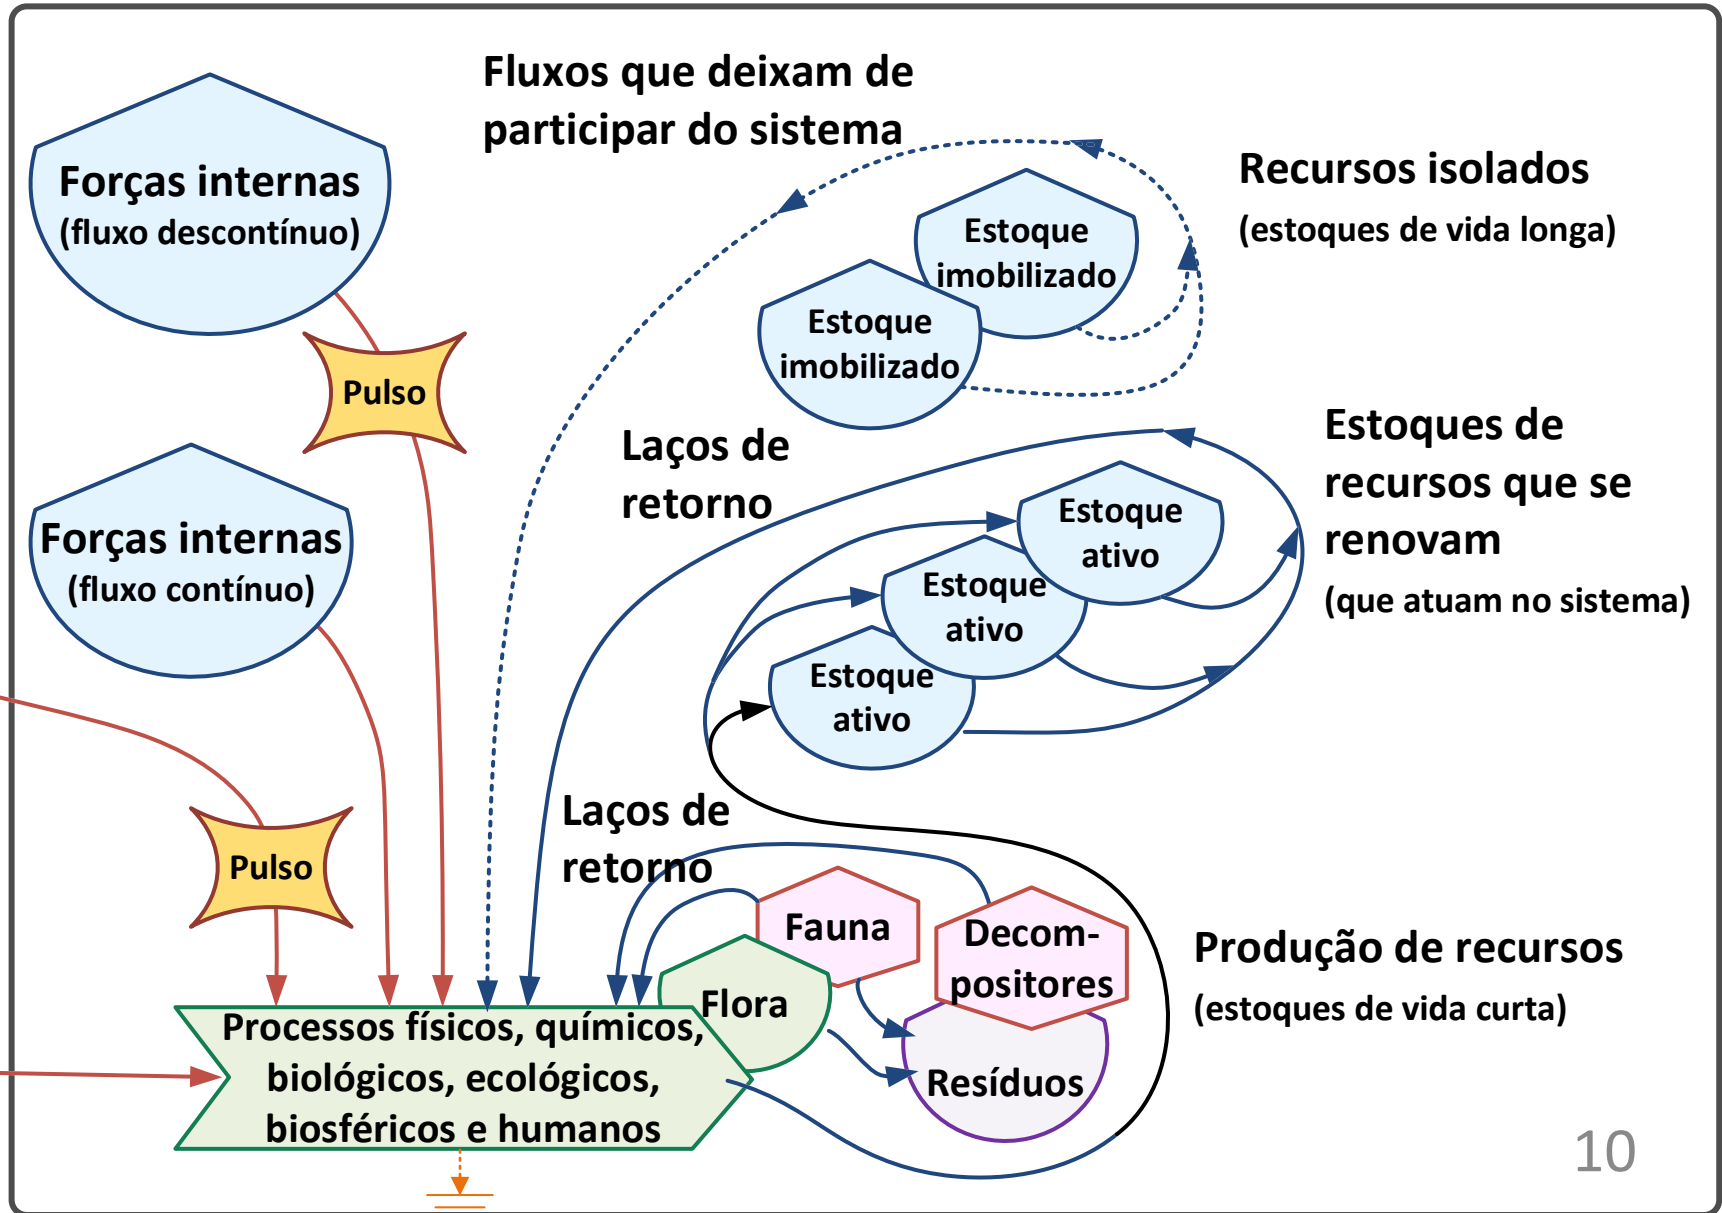 Fluxos que deixam de
participar do sistema
Forças internas
(fluxo descontínuo)
Recursos isolados
(estoques de vida longa)
Estoque
imobilizado
Estoque
imobilizado
Pulso
Laços de
retorno
Estoques de
recursos que se
renovam
(que atuam no sistema)
Forças internas
(fluxo contínuo)
Estoque
ativo
Estoque
ativo
Estoque
ativo
Laços de
retorno
Pulso
Fauna
Decom-
positores
Flora
Resíduos
Produção de recursos
(estoques de vida curta)
Processos físicos, químicos,
biológicos, ecológicos,
biosféricos e humanos
10